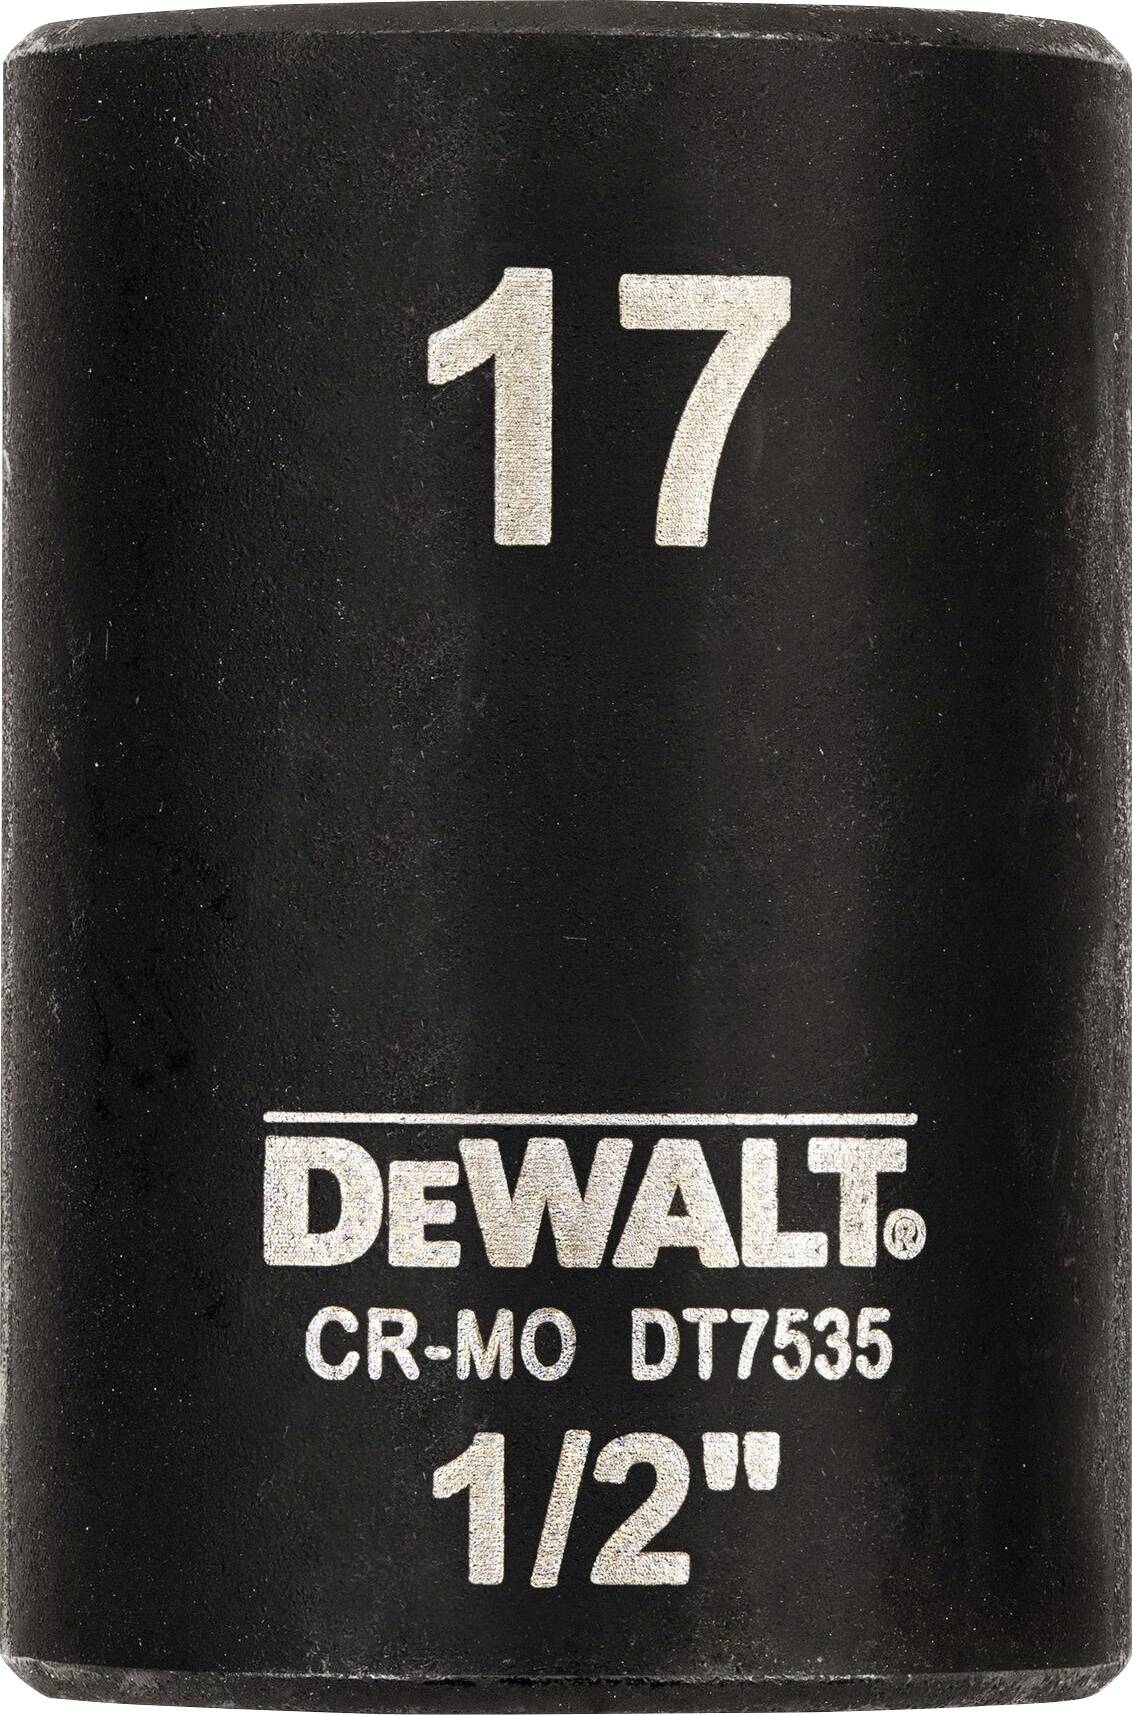 17
DEWALT®
CR-MO DT7535
1/2"